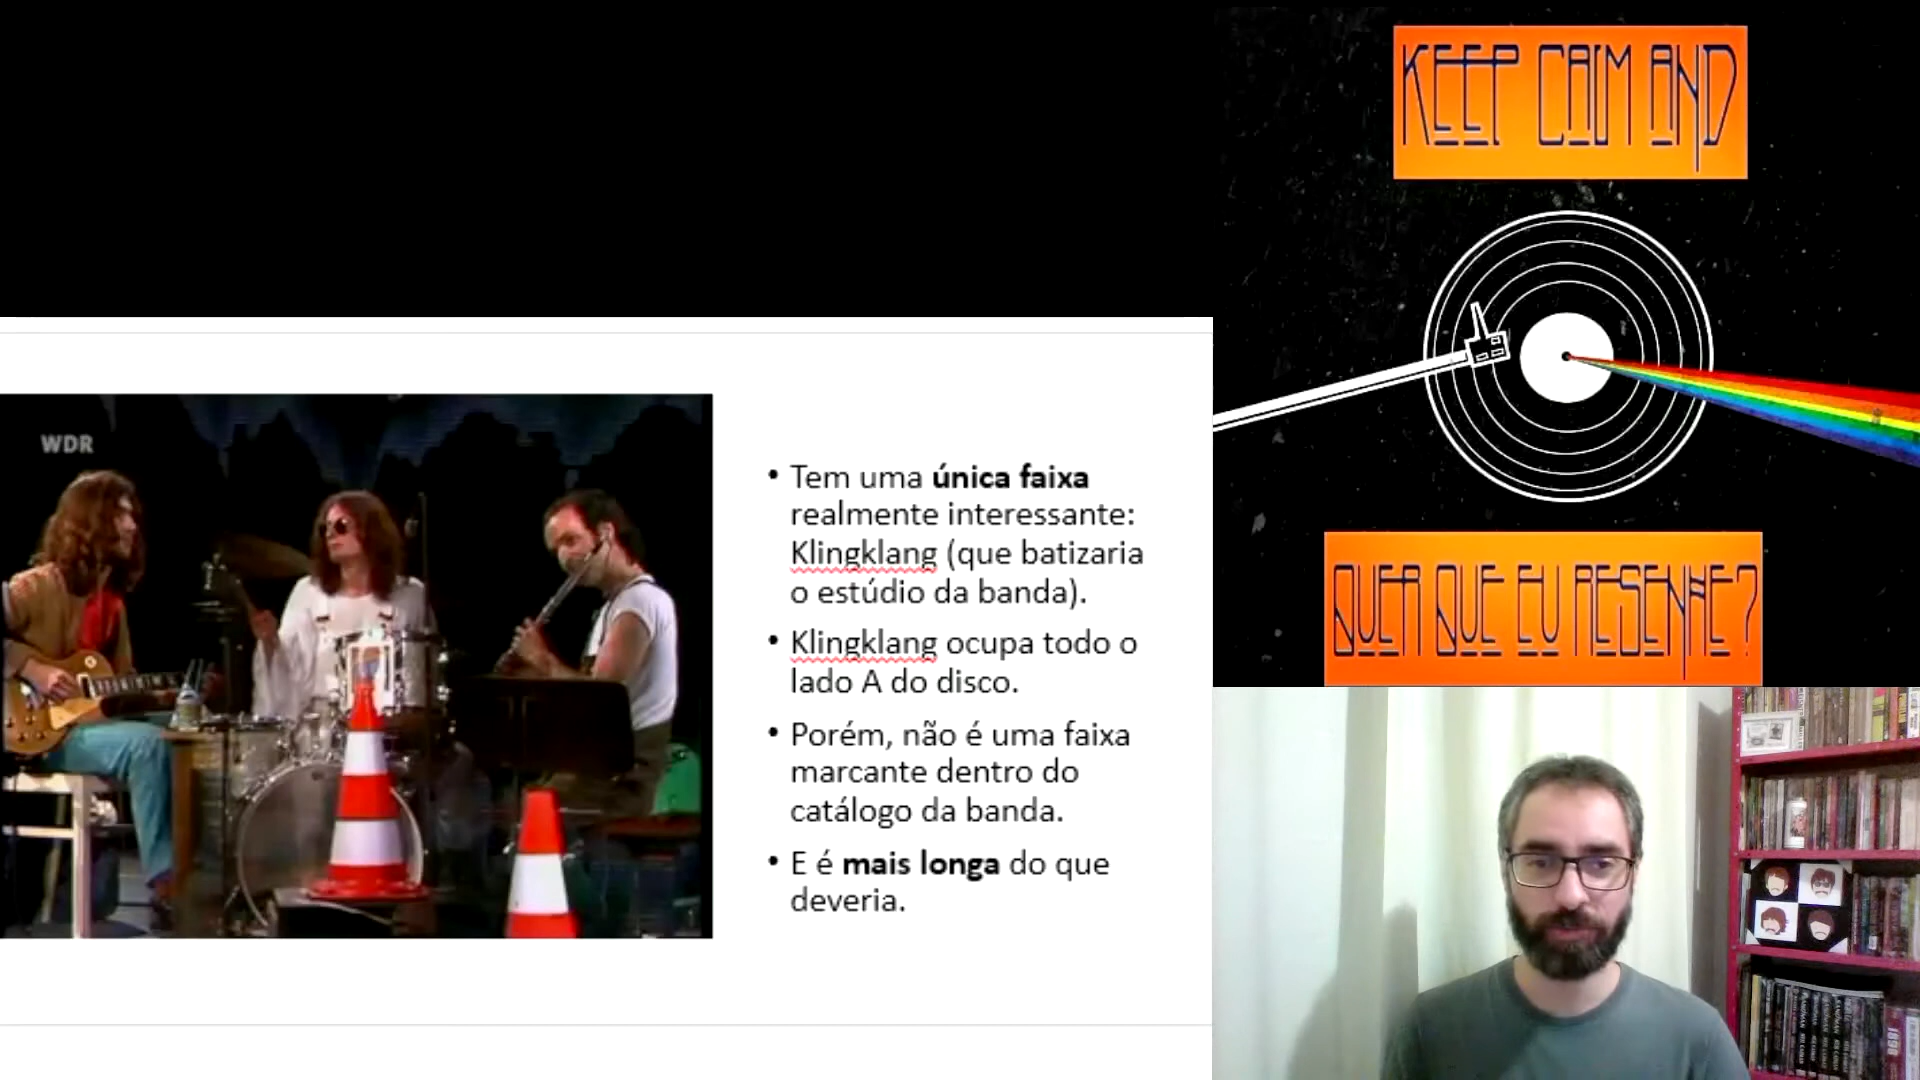 KEEP CALM AND
WDR
• Tem uma única faixa
realmente interessante:
Klingklang (que batizaria
o estúdio da banda).
• Klingklang ocupa todo o
lado A do disco.
• Porém, não é uma faixa
marcante dentro do
catálogo da banda.
• E é mais longa do que
deveria.
QUER QUE EU RESENHE?